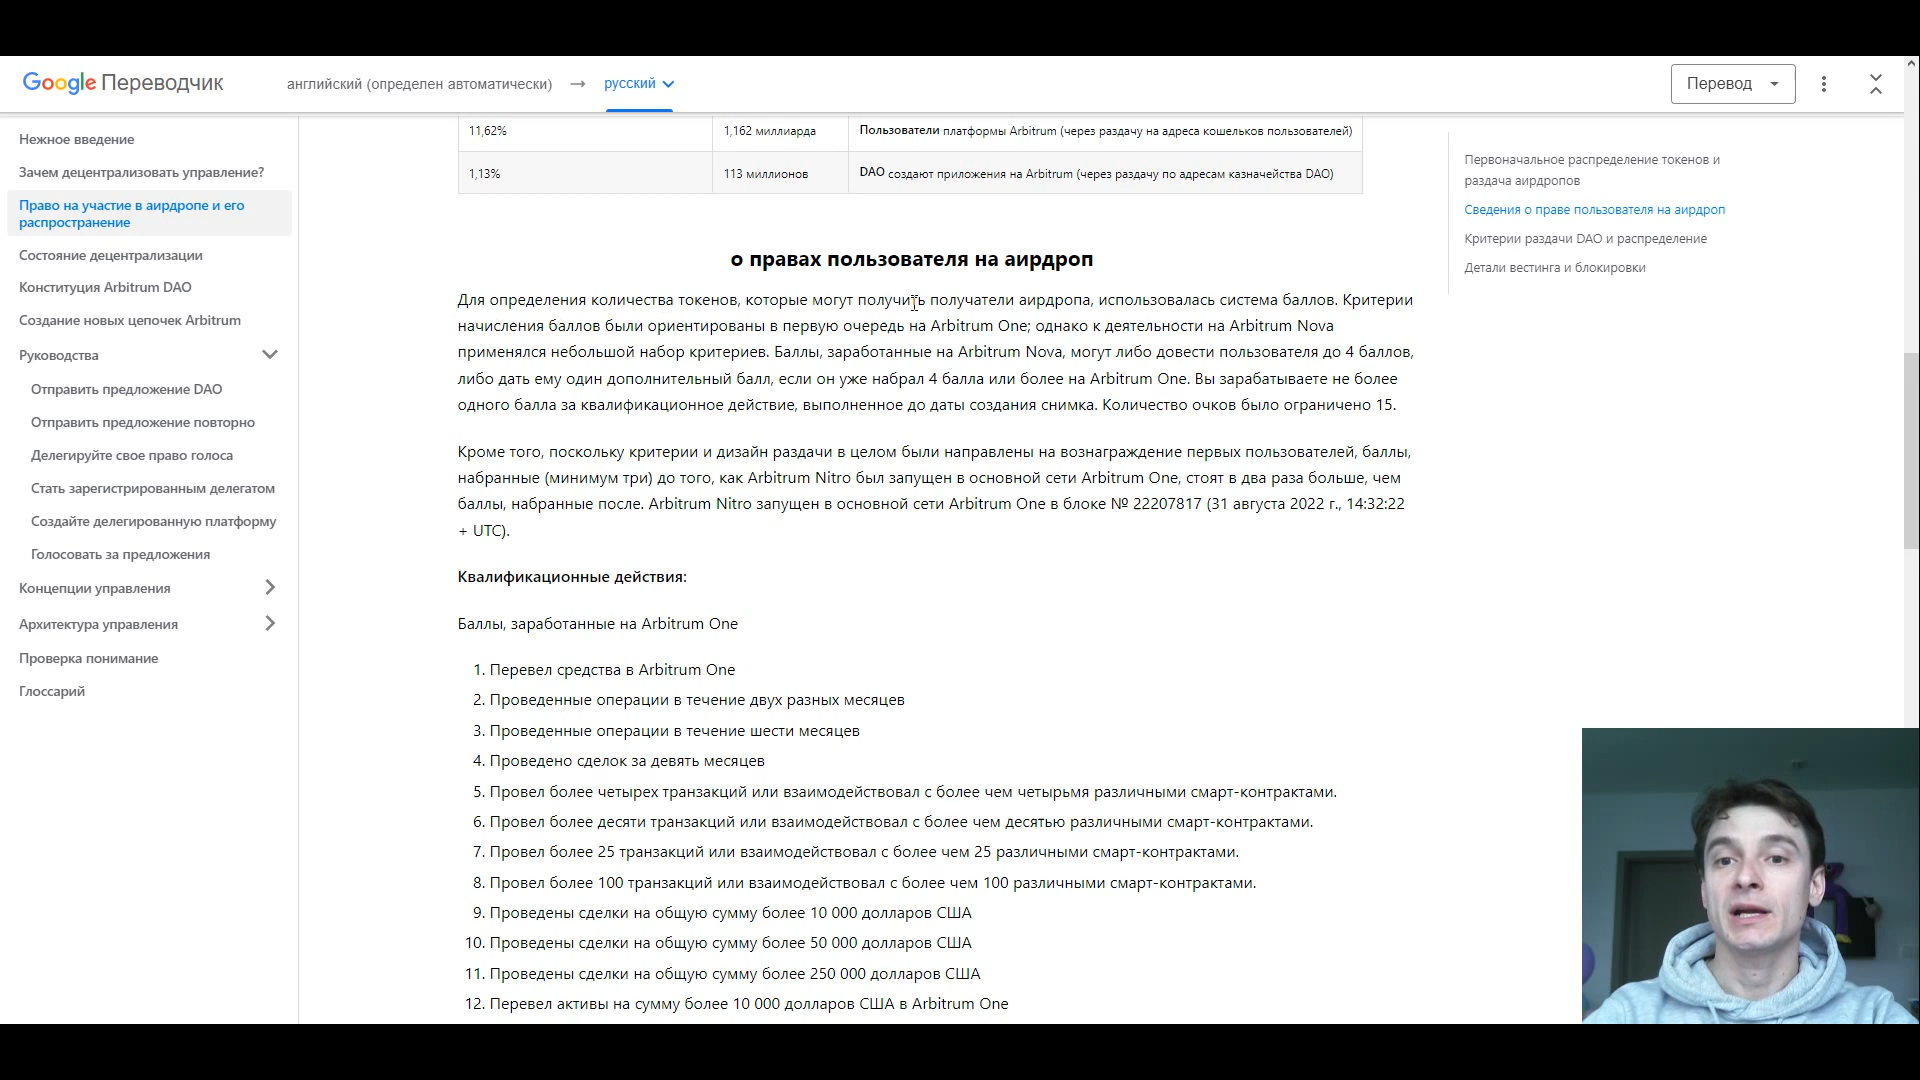 Google Переводчик
английский (определен автоматически) → русский
Перевод
Нежное введение
Зачем децентрализовать управление?
Право на участие в аирдропе и его
распространение
Состояние децентрализации
Конституция Arbitrum DAO
Создание новых цепочек Arbitrum
Руководства
Отправить предложение DAO
Отправить предложение повторно
Делегируйте свое право голоса
Стать зарегистрированным делегатом
Создайте делегированную платформу
Голосовать за предложения
Концепции управления
Архитектура управления
Проверка понимание
Глоссарий
11,62% 1,162 миллиарда Пользователи платформы Arbitrum (через раздачу на адреса кошельков пользователей)
1,13% 113 миллионов DAO создают приложения на Arbitrum (через раздачу по адресам казначейства DAO)
о правах пользователя на аирдроп
Для определения количества токенов, которые могут получить получатели аирдропа, использовалась система баллов. Критерии
начисления баллов были ориентированы в первую очередь на Arbitrum One; однако к деятельности на Arbitrum Nova
применялся небольшой набор критериев. Баллы, заработанные на Arbitrum Nova, могут либо довести пользователя до 4 баллов,
либо дать ему один дополнительный балл, если он уже набрал 4 балла или более на Arbitrum One. Вы зарабатываете не более
одного балла за квалификационное действие, выполненное до даты создания снимка. Количество очков было ограничено 15.
Кроме того, поскольку критерии и дизайн раздачи в целом были направлены на вознаграждение первых пользователей, баллы,
набранные (минимум три) до того, как Arbitrum Nitro был запущен в основной сети Arbitrum One, стоят в два раза больше, чем
баллы, набранные после. Arbitrum Nitro запущен в основной сети Arbitrum One в блоке № 22207817 (31 августа 2022 г., 14:32:22
+ UTC).
Квалификационные действия:
Баллы, заработанные на Arbitrum One
1. Перевел средства в Arbitrum One
2. Проведенные операции в течение двух разных месяцев
3. Проведенные операции в течение шести месяцев
4. Проведено сделок за девять месяцев
5. Провел более четырех транзакций или взаимодействовал с более чем четырьмя различными смарт-контрактами.
6. Провел более десяти транзакций или взаимодействовал с более чем десятью различными смарт-контрактами.
7. Провел более 25 транзакций или взаимодействовал с более чем 25 различными смарт-контрактами.
8. Провел более 100 транзакций или взаимодействовал с более чем 100 различными смарт-контрактами.
9. Проведены сделки на общую сумму более 10 000 долларов США
10. Проведены сделки на общую сумму более 50 000 долларов США
11. Проведены сделки на общую сумму более 250 000 долларов США
12. Перевел активы на сумму более 10 000 долларов США в Arbitrum One
Первоначальное распределение токенов и
раздача аирдропов
Сведения о праве пользователя на аирдроп
Критерии раздачи DAO и распределение
Детали вестинга и блокировки